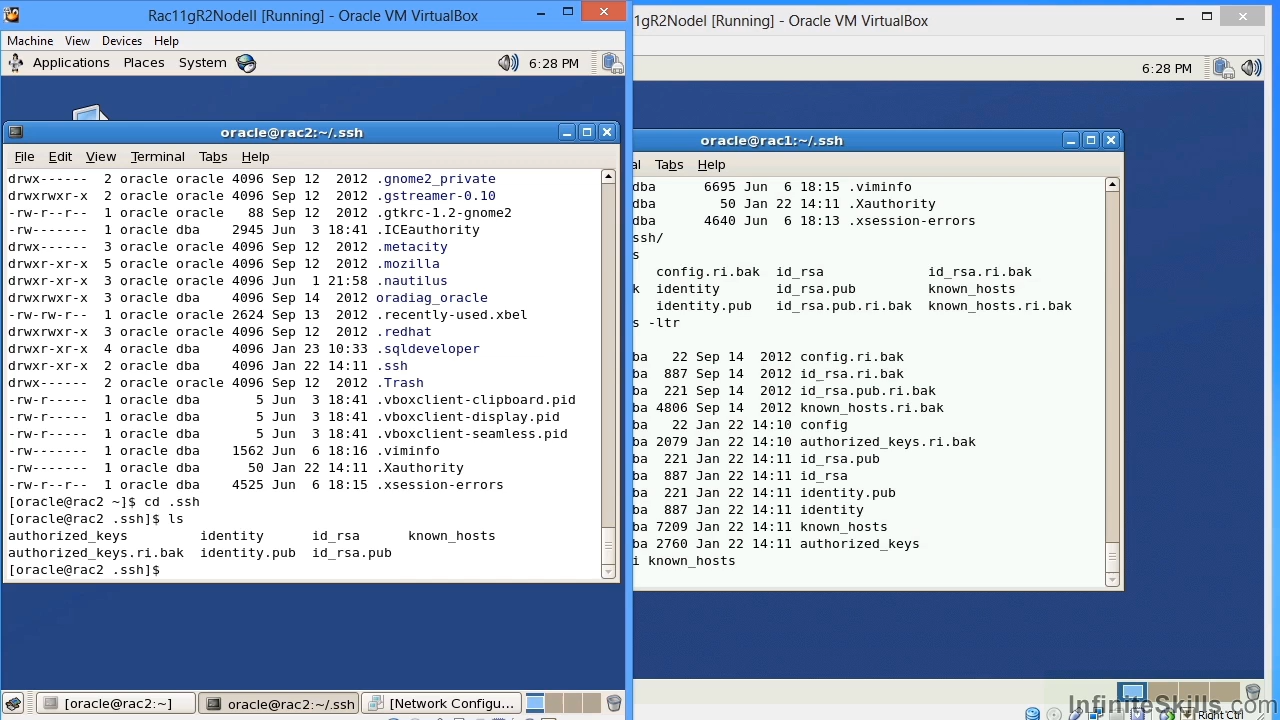 Rac11gR2NodeII [Running] - Oracle VM VirtualBox
Machine View Devices Help
Applications Places System 6:28 PM
oracle@rac2:~/.ssh
File Edit View Terminal Tabs Help
drwx------ 2 oracle oracle 4096 Sep 12 2012 .gnome2_private
drwxrwxr-x 2 oracle oracle 4096 Sep 12 2012 .gstreamer-0.10
-rw-r--r-- 1 oracle oracle 88 Sep 12 2012 .gtkrc-1.2-gnome2
-rw------- 1 oracle dba 2945 Jun 3 18:41 .ICEauthority
drwx------ 3 oracle oracle 4096 Sep 12 2012 .metacity
drwxr-xr-x 5 oracle oracle 4096 Sep 12 2012 .mozilla
drwxr-xr-x 3 oracle oracle 4096 Jun 1 21:58 .nautilus
drwxrwxr-x 3 oracle dba 4096 Sep 14 2012 oradiag_oracle
-rw-rw-r-- 1 oracle oracle 2624 Sep 13 2012 .recently-used.xbel
drwxrwxr-x 3 oracle oracle 4096 Sep 12 2012 .redhat
drwxr-xr-x 4 oracle dba 4096 Jan 23 10:33 .sqldeveloper
drwxr-xr-x 2 oracle dba 4096 Jan 22 14:11 .ssh
drwx------ 2 oracle oracle 4096 Sep 12 2012 .Trash
-rw-r----- 1 oracle dba 5 Jun 3 18:41 .vboxclient-clipboard.pid
-rw-r----- 1 oracle dba 5 Jun 3 18:41 .vboxclient-display.pid
-rw-r----- 1 oracle dba 5 Jun 3 18:41 .vboxclient-seamless.pid
-rw------- 1 oracle dba 1562 Jun 6 18:16 .viminfo
-rw------- 1 oracle dba 50 Jan 22 14:11 .Xauthority
-rw-r--r-- 1 oracle oracle 4525 Jun 6 18:15 .xsession-errors
[oracle@rac2 ~]$ cd .ssh
[oracle@rac2 .ssh]$ ls
authorized_keys identity id_rsa known_hosts
authorized_keys.ri.bak identity.pub id_rsa.pub
[oracle@rac2 .ssh]$
[oracle@rac2:~] oracle@rac2:~/.ssh [Network Configu...
1gR2NodeI [Running] - Oracle VM VirtualBox
6:28 PM
oracle@rac1:~/.ssh
al Tabs Help
dba 6695 Jun 6 18:15 .viminfo
dba 50 Jan 22 14:11 .Xauthority
dba 4640 Jun 6 18:13 .xsession-errors
ssh/
s
config.ri.bak id_rsa id_rsa.ri.bak
k identity id_rsa.pub known_hosts
identity.pub id_rsa.pub.ri.bak known_hosts.ri.bak
s -ltr
ba 22 Sep 14 2012 config.ri.bak
ba 887 Sep 14 2012 id_rsa.ri.bak
ba 221 Sep 14 2012 id_rsa.pub.ri.bak
ba 4806 Sep 14 2012 known_hosts.ri.bak
ba 22 Jan 22 14:10 config
ba 2079 Jan 22 14:10 authorized_keys.ri.bak
ba 221 Jan 22 14:11 id_rsa.pub
ba 887 Jan 22 14:11 id_rsa
ba 221 Jan 22 14:11 identity.pub
ba 887 Jan 22 14:11 identity
ba 7209 Jan 22 14:11 known_hosts
ba 2760 Jan 22 14:11 authorized_keys
i known_hosts
InfiniteSkills.com
Right Ctrl